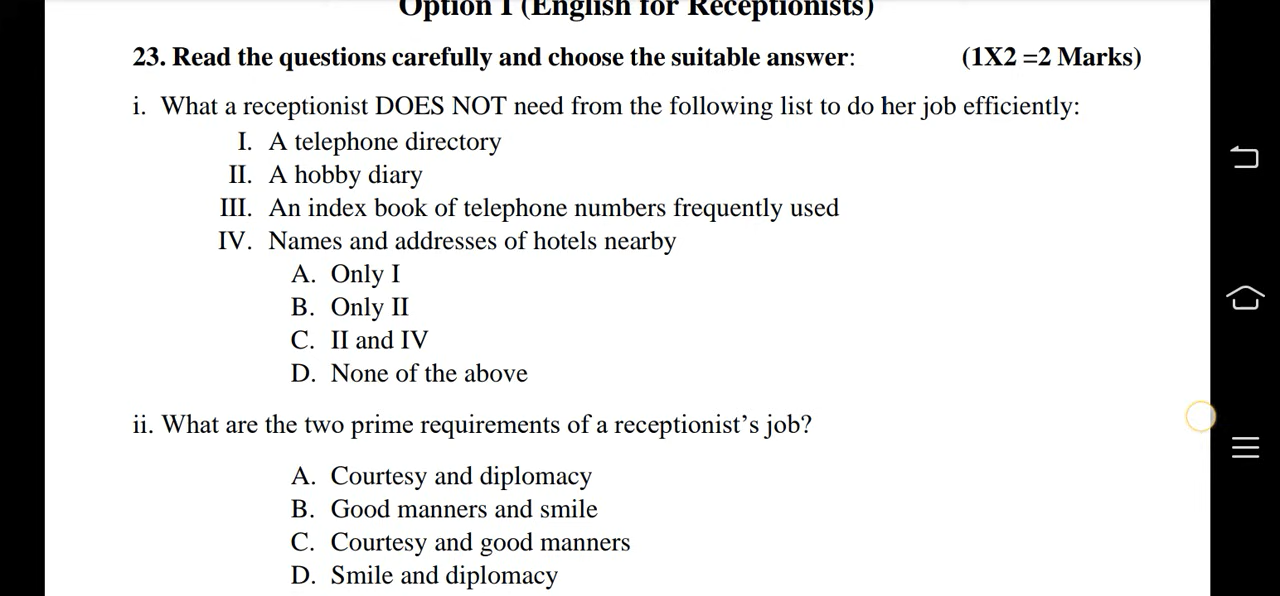 Option 1 (English for Receptionists)
23. Read the questions carefully and choose the suitable answer: (1X2 =2 Marks)
i. What a receptionist DOES NOT need from the following list to do her job efficiently:
I. A telephone directory
II. A hobby diary
III. An index book of telephone numbers frequently used
IV. Names and addresses of hotels nearby
A. Only I
B. Only II
C. II and IV
D. None of the above
ii. What are the two prime requirements of a receptionist’s job?
A. Courtesy and diplomacy
B. Good manners and smile
C. Courtesy and good manners
D. Smile and diplomacy